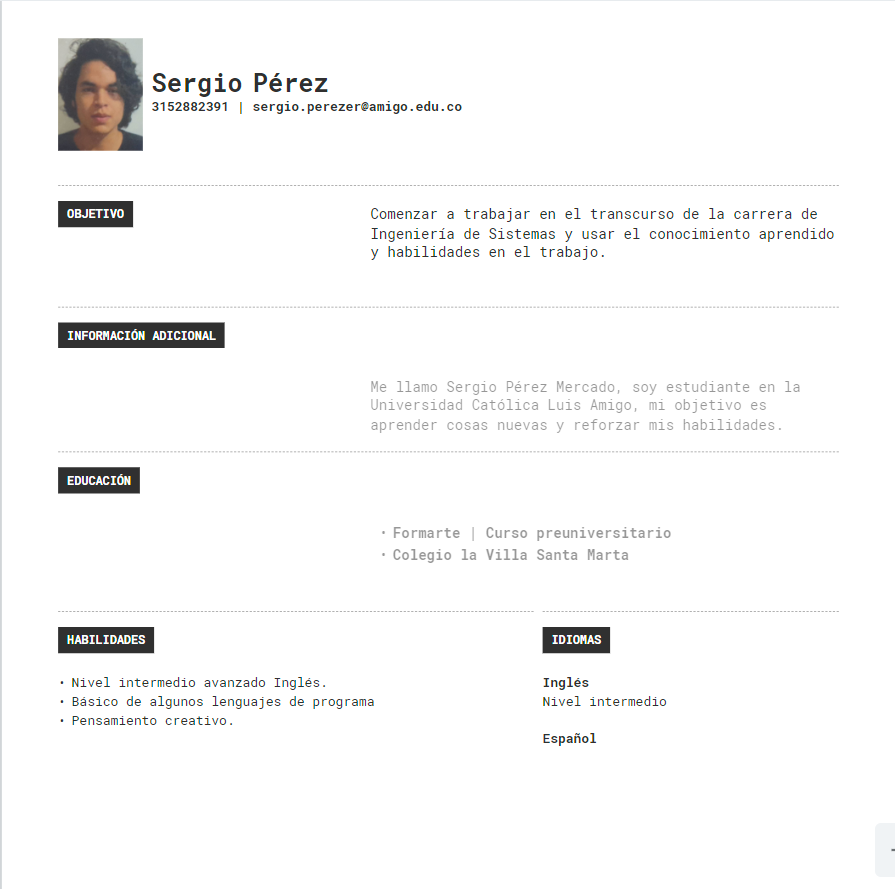 Sergio Pérez
3152882391 | sergio.perezer@amigo.edu.co
OBJETIVO
Comenzar a trabajar en el transcurso de la carrera de
Ingeniería de Sistemas y usar el conocimiento aprendido
y habilidades en el trabajo.
INFORMACIÓN ADICIONAL
Me llamo Sergio Pérez Mercado, soy estudiante en la
Universidad Católica Luis Amigo, mi objetivo es
aprender cosas nuevas y reforzar mis habilidades.
EDUCACIÓN
· Formarte | Curso preuniversitario
· Colegio la Villa Santa Marta
HABILIDADES
· Nivel intermedio avanzado Inglés.
· Básico de algunos lenguajes de programa
· Pensamiento creativo.
IDIOMAS
Inglés
Nivel intermedio
Español